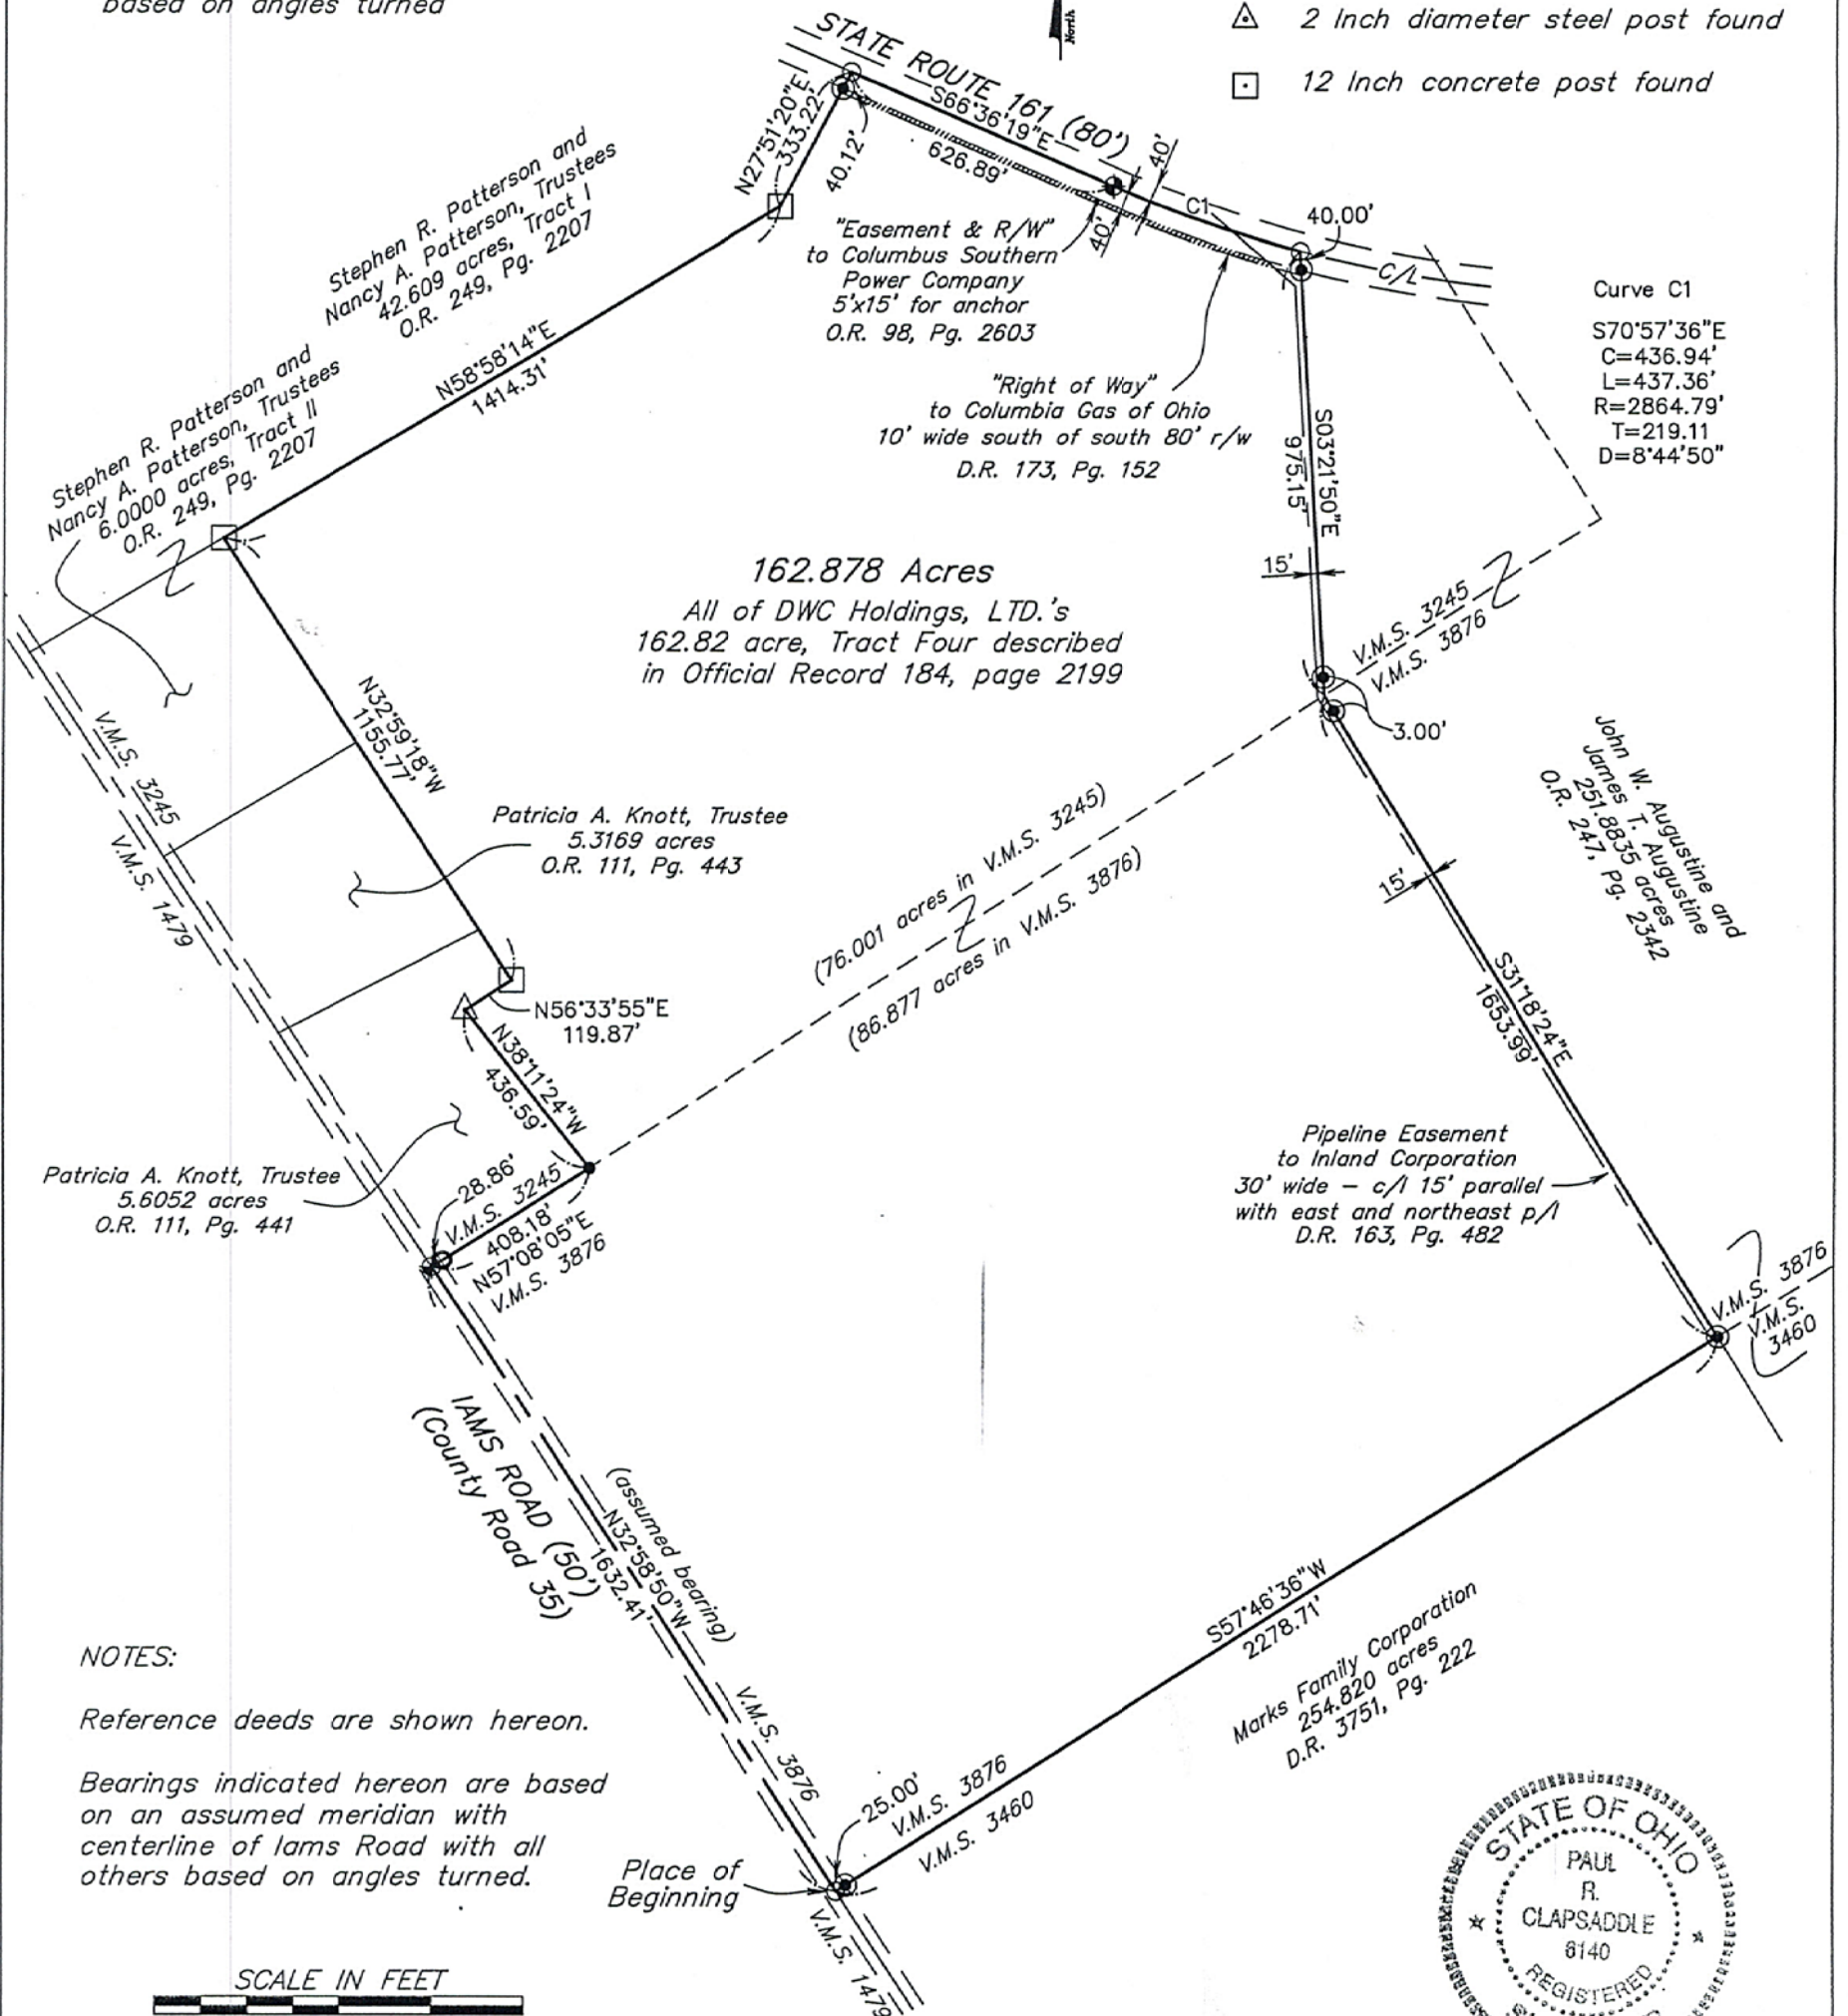 based on angles turned
North
2 Inch diameter steel post found
12 Inch concrete post found
STATE ROUTE 161 (80')
S66°36'19"E
626.89'
N27°51'20"E
333.22'
40.12'
40'
40'
C1
40.00'
C/L
"Easement & R/W"
to Columbus Southern
Power Company
5'x15' for anchor
O.R. 98, Pg. 2603
"Right of Way"
to Columbia Gas of Ohio
10' wide south of south 80' r/w
D.R. 173, Pg. 152
Curve C1
S70°57'36"E
C=436.94'
L=437.36'
R=2864.79'
T=219.11
D=8°44'50"
Stephen R. Patterson and
Nancy A. Patterson, Trustees
42.609 acres, Tract I
O.R. 249, Pg. 2207
N58°58'14"E
1414.31'
Stephen R. Patterson and
Nancy A. Patterson, Trustees
6.0000 acres, Tract II
O.R. 249, Pg. 2207
S03°21'50"E
975.15'
15'
162.878 Acres
All of DWC Holdings, LTD.'s
162.82 acre, Tract Four described
in Official Record 184, page 2199
V.M.S. 3245
V.M.S. 3876
3.00'
N32°59'18"W
1155.77'
V.M.S. 3245
V.M.S. 1479
Patricia A. Knott, Trustee
5.3169 acres
O.R. 111, Pg. 443
John W. Augustine and
James T. Augustine
251.8835 acres
O.R. 247, Pg. 2342
(76.001 acres in V.M.S. 3245)
(86.877 acres in V.M.S. 3876)
15'
N56°33'55"E
119.87'
N38°11'24"W
436.59'
S31°18'24"E
1653.99'
Patricia A. Knott, Trustee
5.6052 acres
O.R. 111, Pg. 441
28.86'
V.M.S. 3245
408.18'
N57°08'05"E
V.M.S. 3876
Pipeline Easement
to Inland Corporation
30' wide – c/l 15' parallel
with east and northeast p/l
D.R. 163, Pg. 482
V.M.S. 3876
V.M.S.
3460
IAMS ROAD (50')
(County Road 35)
(assumed bearing)
N32°58'50"W
1632.41'
S57°46'36"W
2278.71'
Marks Family Corporation
254.820 acres
D.R. 3751, Pg. 222
NOTES:
Reference deeds are shown hereon.
Bearings indicated hereon are based
on an assumed meridian with
centerline of Iams Road with all
others based on angles turned.
V.M.S. 3876
25.00'
V.M.S. 3876
V.M.S. 3460
Place of
Beginning
V.M.S. 1479
SCALE IN FEET
STATE OF OHIO
PAUL
R.
CLAPSADDLE
6140
REGISTERED